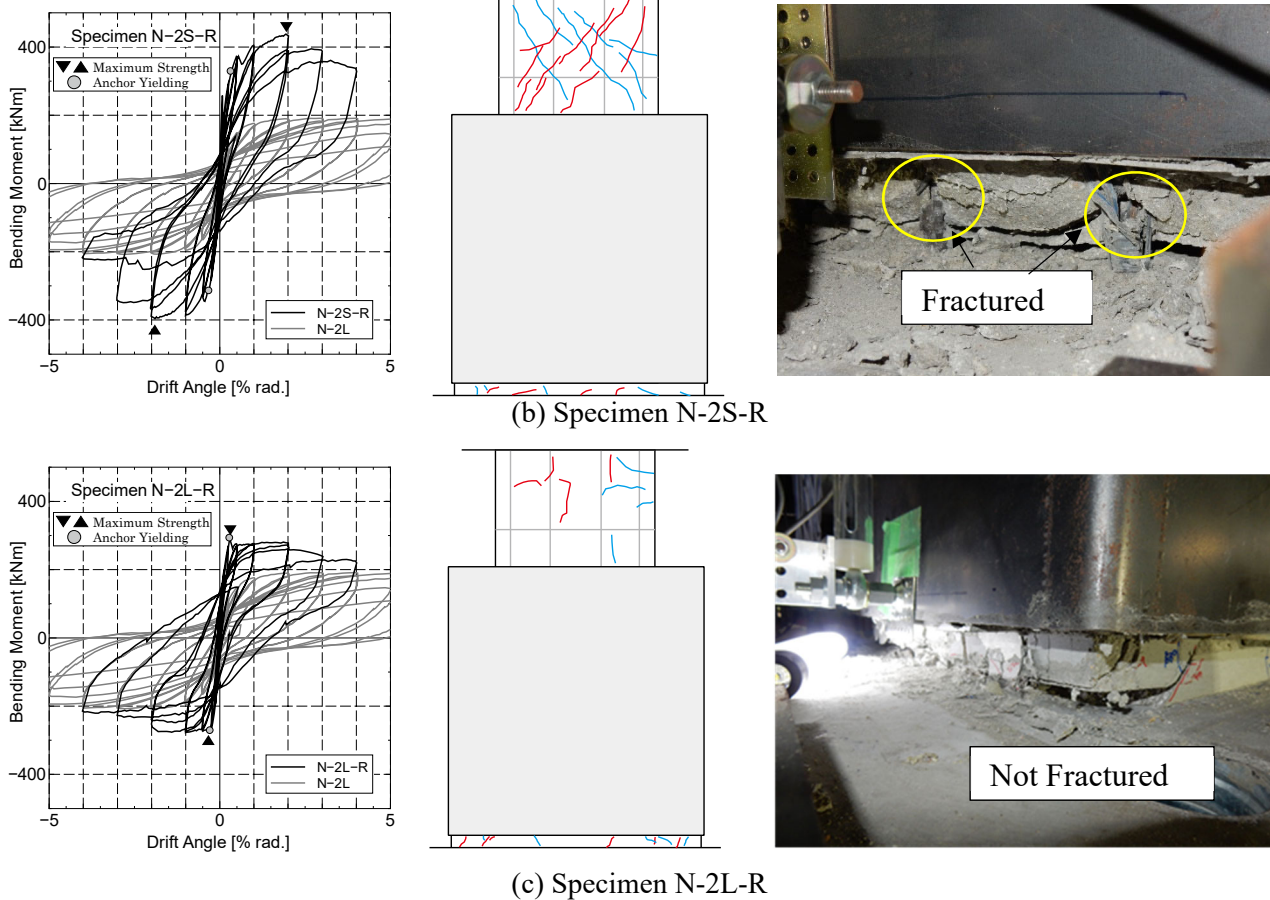 Specimen N-2S-R
▼ ▲ Maximum Strength
Anchor Yielding
400
0
−400
Bending Moment [kNm]
N-2S-R
N-2L
−5
0
5
Drift Angle [% rad.]
Fractured
(b) Specimen N-2S-R
Specimen N-2L-R
▼ ▲ Maximum Strength
Anchor Yielding
400
0
−400
Bending Moment [kNm]
N-2L-R
N-2L
−5
0
5
Drift Angle [% rad.]
Not Fractured
(c) Specimen N-2L-R